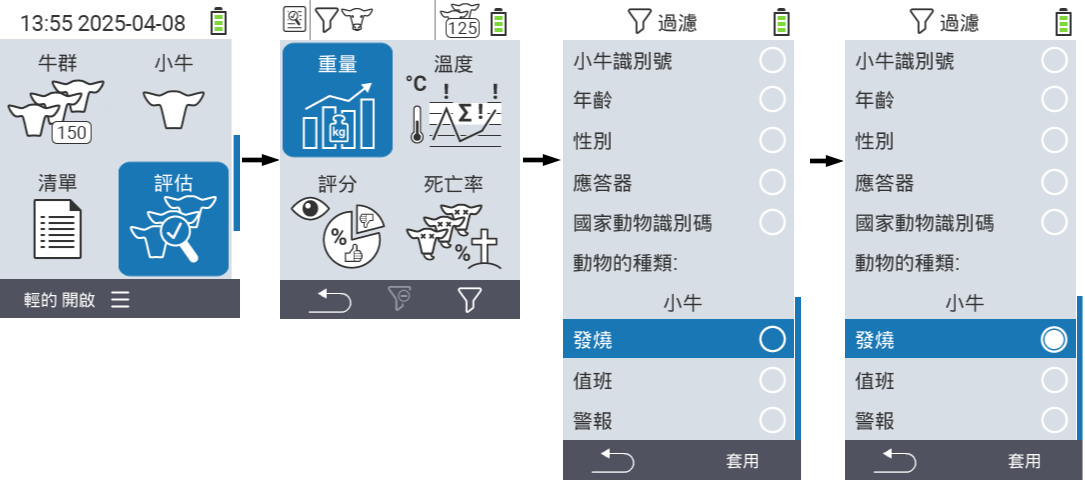 13:55 2025-04-08
牛群
小牛
150
清單
評估
輕的 開啟
125
重量
kg
溫度
°C
! !
Σ!
評分
%
死亡率
%
過濾
小牛識別號
年齡
性別
應答器
國家動物識別碼
動物的種類:
小牛
發燒
值班
警報
套用
過濾
小牛識別號
年齡
性別
應答器
國家動物識別碼
動物的種類:
小牛
發燒
值班
警報
套用